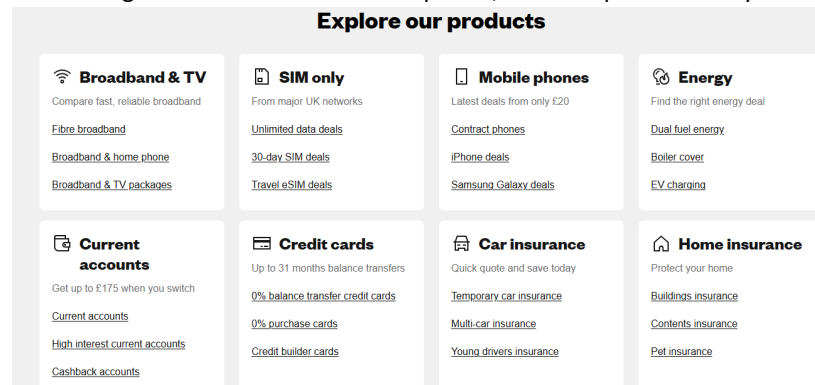 Explore our products
Broadband & TV
Compare fast, reliable broadband
Fibre broadband
Broadband & home phone
Broadband & TV packages
SIM only
From major UK networks
Unlimited data deals
30-day SIM deals
Travel eSIM deals
Mobile phones
Latest deals from only £20
Contract phones
iPhone deals
Samsung Galaxy deals
Energy
Find the right energy deal
Dual fuel energy
Boiler cover
EV charging
Current
accounts
Get up to £175 when you switch
Current accounts
High interest current accounts
Cashback accounts
Credit cards
Up to 31 months balance transfers
0% balance transfer credit cards
0% purchase cards
Credit builder cards
Car insurance
Quick quote and save today
Temporary car insurance
Multi-car insurance
Young drivers insurance
Home insurance
Protect your home
Buildings insurance
Contents insurance
Pet insurance